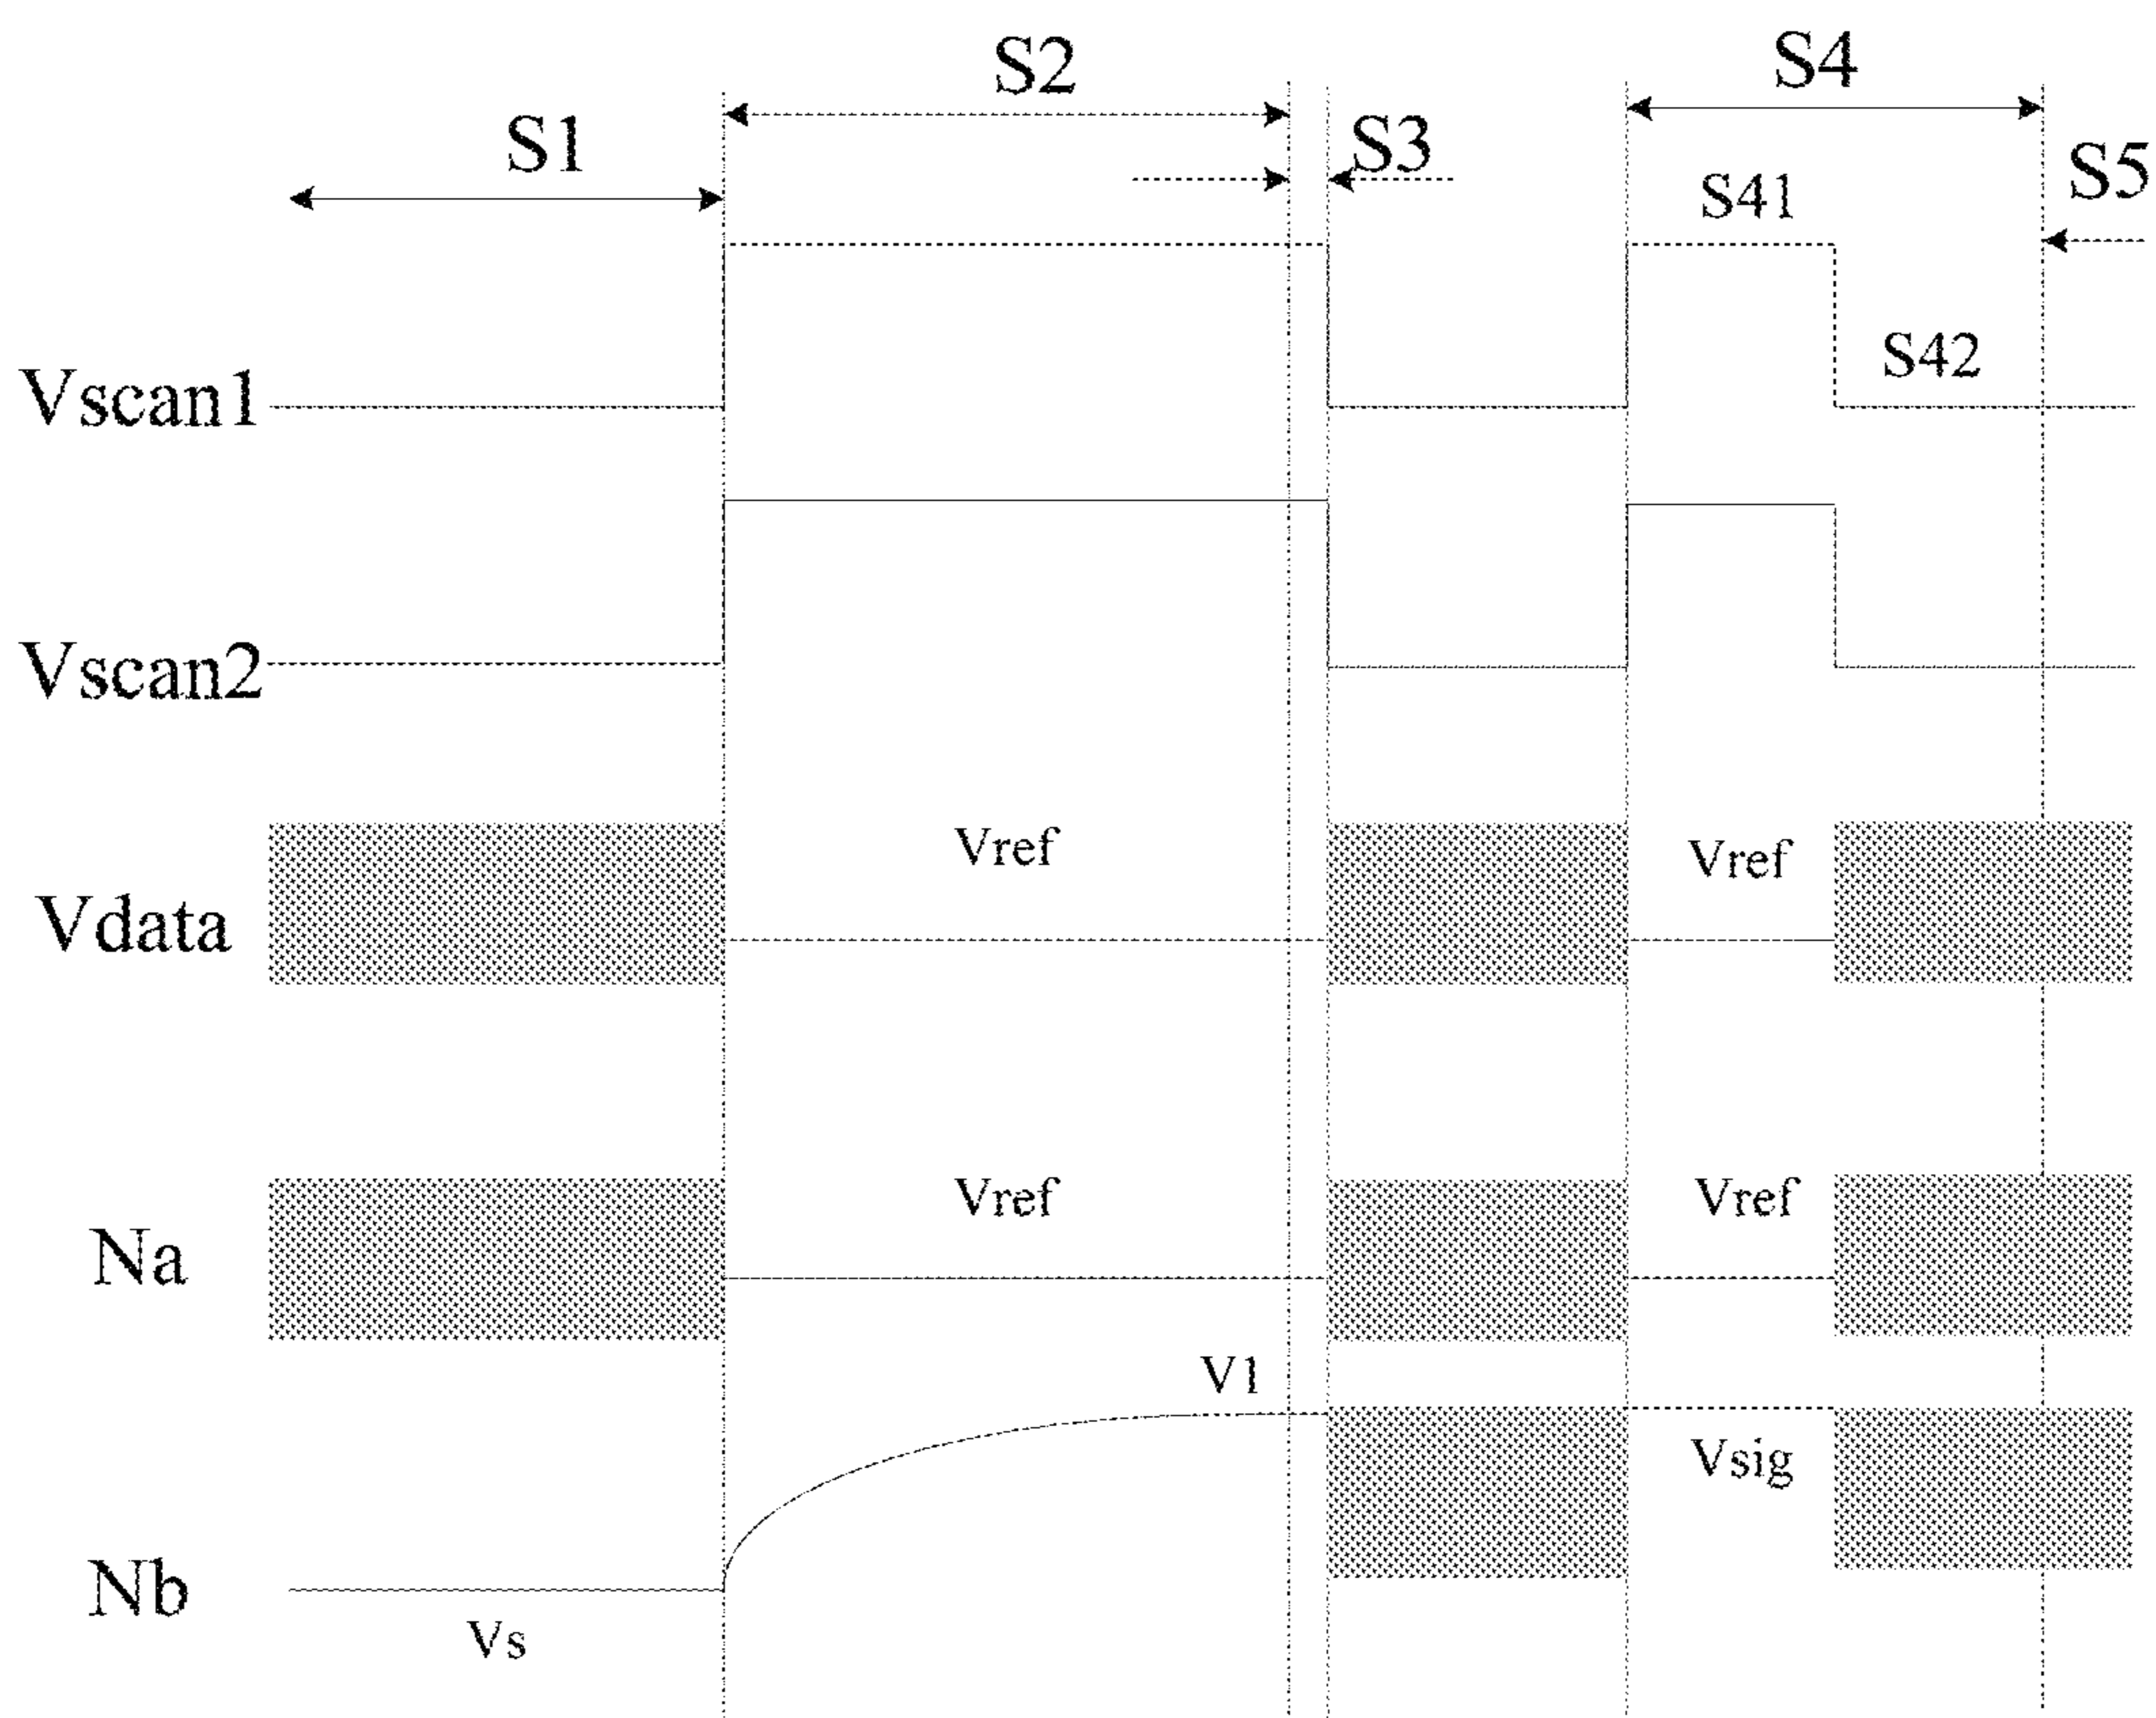 S2
S4
S1
S3
S5
S41
S42
Vscan1
Vscan2
Vref
Vref
Vdata
Vref
Vref
Na
V1
Vsig
Nb
Vs